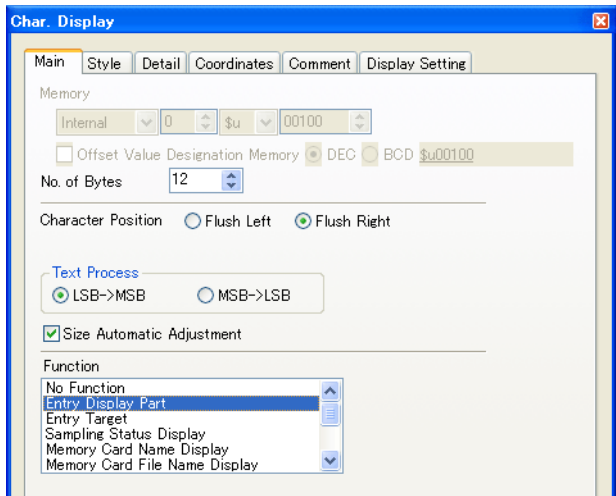 Char. Display
Main Style Detail Coordinates Comment Display Setting
Memory
Internal 0 $u 00100
Offset Value Designation Memory DEC BCD $u00100
No. of Bytes 12
Character Position Flush Left Flush Right
Text Process
LSB->MSB MSB->LSB
Size Automatic Adjustment
Function
No Function
Entry Display Part
Entry Target
Sampling Status Display
Memory Card Name Display
Memory Card File Name Display